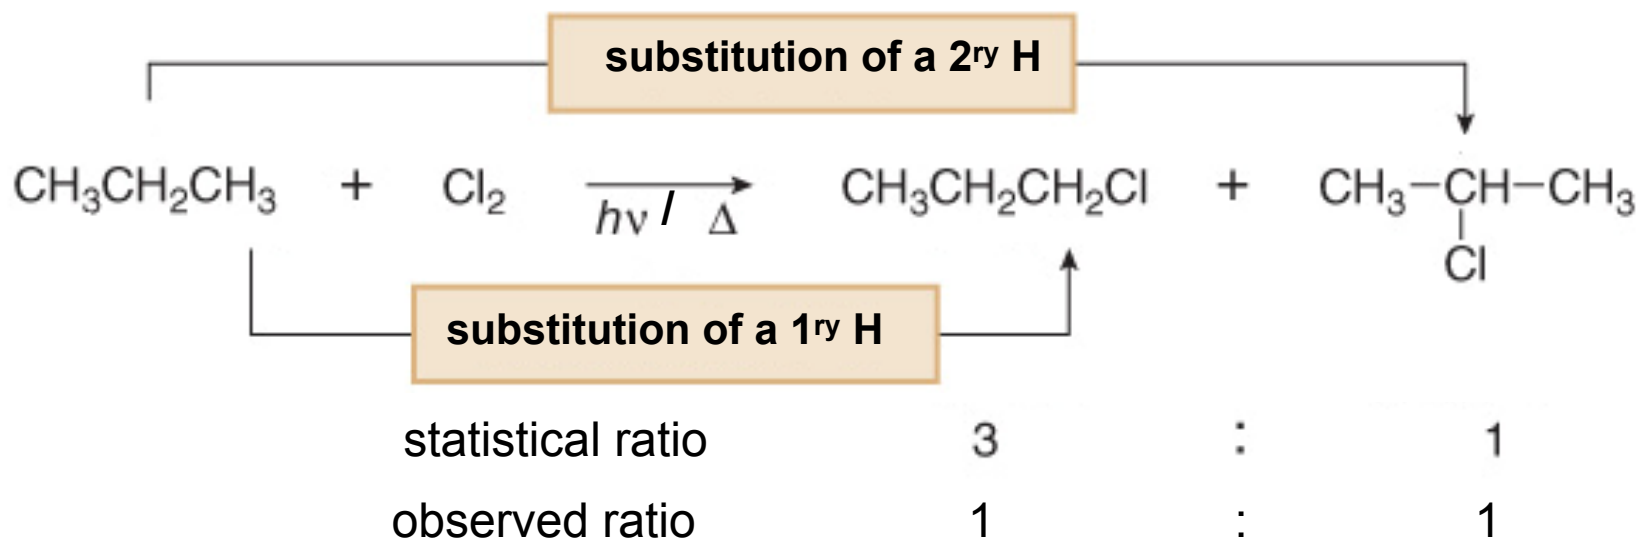 substitution of a 2ʳʸ H
CH₃CH₂CH₃ + Cl₂ hν / Δ CH₃CH₂CH₂Cl + CH₃–CH–CH₃
Cl
substitution of a 1ʳʸ H
statistical ratio 3 : 1
observed ratio 1 : 1